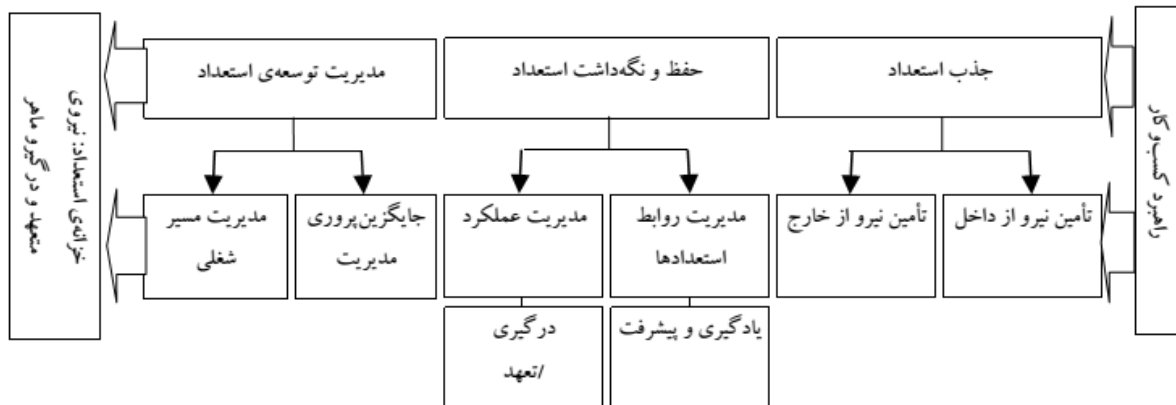 راهبرد کسب‌و کار
جذب استعداد
حفظ و نگه‌داشت استعداد
مدیریت توسعه‌ی استعداد
تأمین نیرو از داخل
تأمین نیرو از خارج
مدیریت روابط
استعدادها
مدیریت عملکرد
جایگزین‌پروری
مدیریت
مدیریت مسیر
شغلی
یادگیری و پیشرفت
درگیری
/تعهد
خزانه‌ی استعداد: نیروی
متعهد و درگیرو ماهر